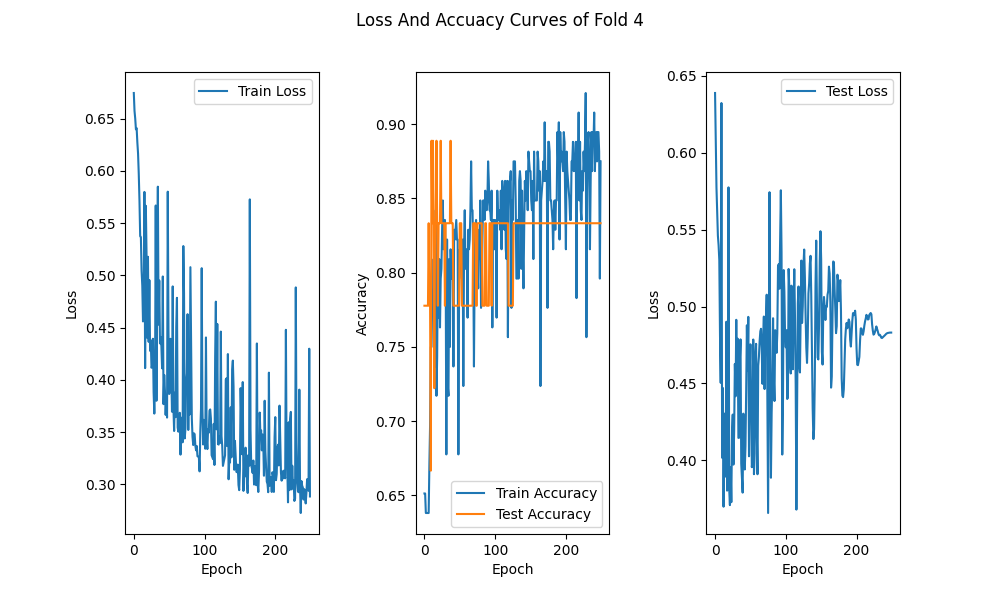 Loss And Accuacy Curves of Fold 4
Train Loss
0.65
0.60
0.55
0.50
0.45
0.40
0.35
0.30
Loss
0 100 200
Epoch
0.90
0.85
0.80
0.75
0.70
0.65
Accuracy
Train Accuracy
Test Accuracy
0 100 200
Epoch
Test Loss
0.65
0.60
0.55
0.50
0.45
0.40
Loss
0 100 200
Epoch